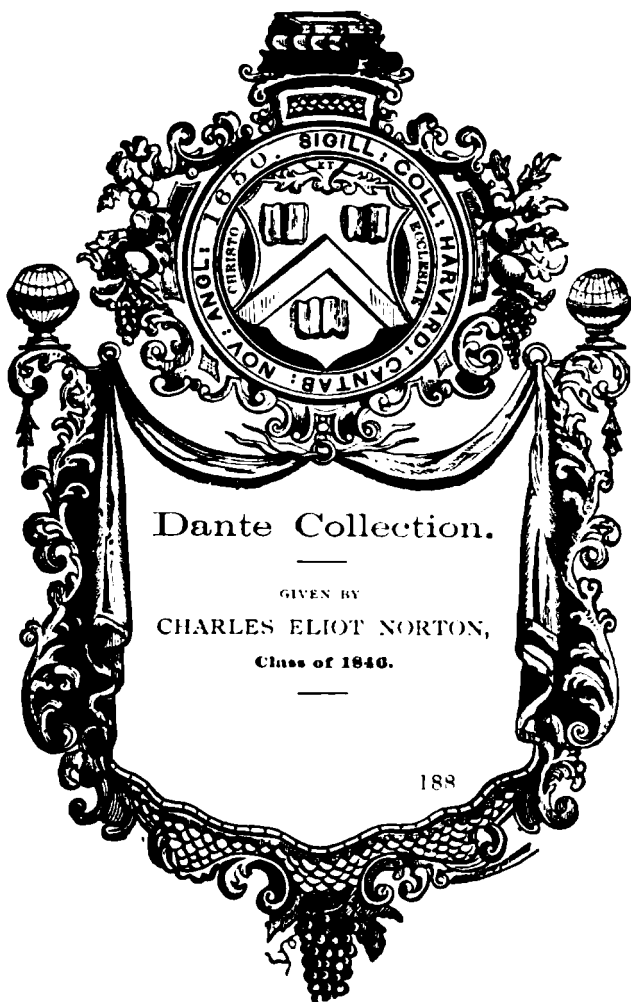 SIGILL: COLL: HARVARD: CANTAB: NOV: ANGL: 1650.
CHRISTO
ET
ECCLESIAE
Dante Collection.
GIVEN BY
CHARLES ELIOT NORTON,
Class of 1846.
188